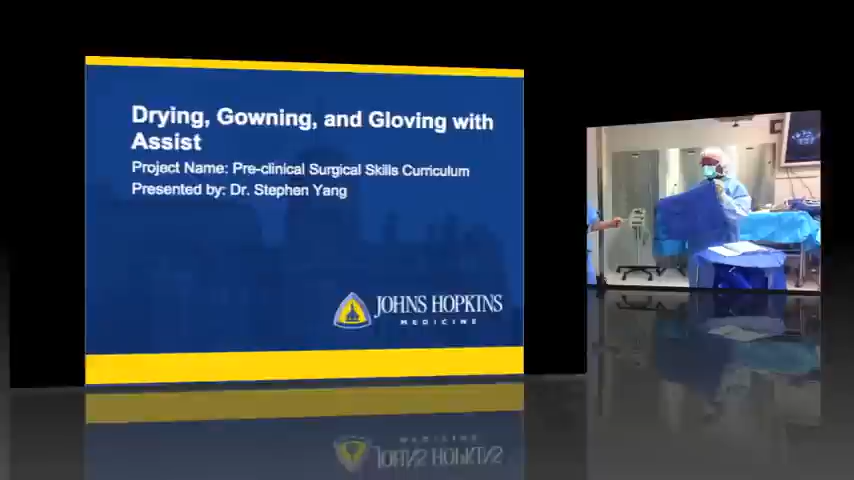 Drying, Gowning, and Gloving with
Assist
Project Name: Pre-clinical Surgical Skills Curriculum
Presented by: Dr. Stephen Yang
JOHNS HOPKINS
MEDICINE